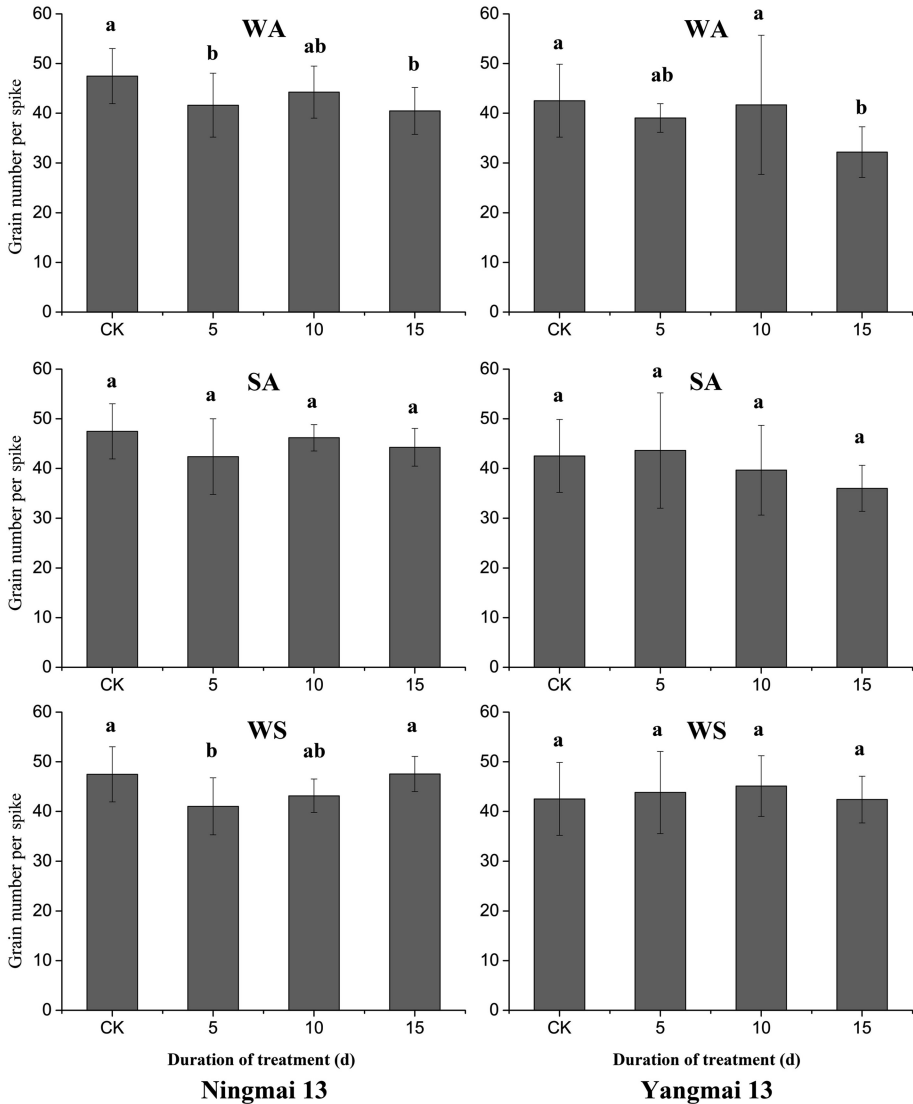 WA
a
b
ab
b
Grain number per spike
60
50
40
30
20
10
0
CK 5 10 15
WA
a
ab
a
b
60
50
40
30
20
10
0
CK 5 10 15
SA
a
a
a
a
Grain number per spike
60
50
40
30
20
10
0
CK 5 10 15
SA
a
a
a
a
60
50
40
30
20
10
0
CK 5 10 15
WS
a
b
ab
a
Grain number per spike
60
50
40
30
20
10
0
CK 5 10 15
Duration of treatment (d)
Ningmai 13
WS
a
a
a
a
60
50
40
30
20
10
0
CK 5 10 15
Duration of treatment (d)
Yangmai 13